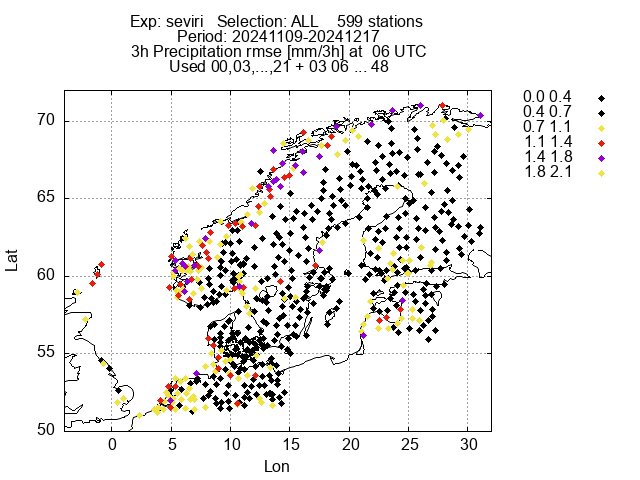 Exp: seviri   Selection: ALL    599 stations
Period: 20241109-20241217
3h Precipitation rmse [mm/3h] at  06 UTC
Used 00,03,...,21 + 03 06 ... 48
0.0 0.4
0.4 0.7
0.7 1.1
1.1 1.4
1.4 1.8
1.8 2.1
70
65
60
55
50
Lat
0 5 10 15 20 25 30
Lon